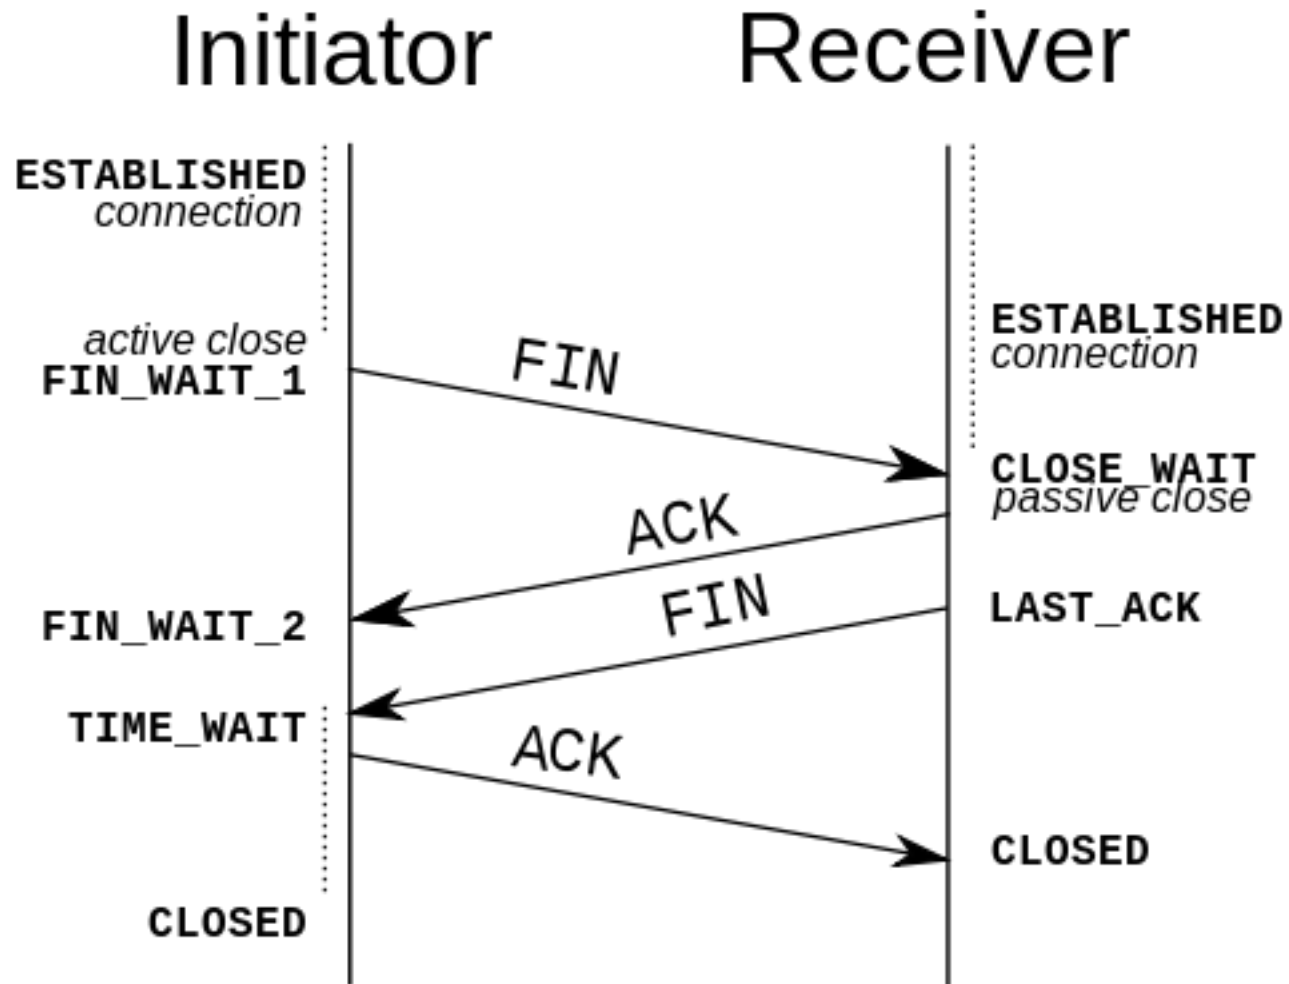 Initiator
Receiver
ESTABLISHED
connection
ESTABLISHED
connection
active close
FIN_WAIT_1
FIN
CLOSE_WAIT
passive close
ACK
FIN_WAIT_2
FIN
LAST_ACK
TIME_WAIT
ACK
CLOSED
CLOSED